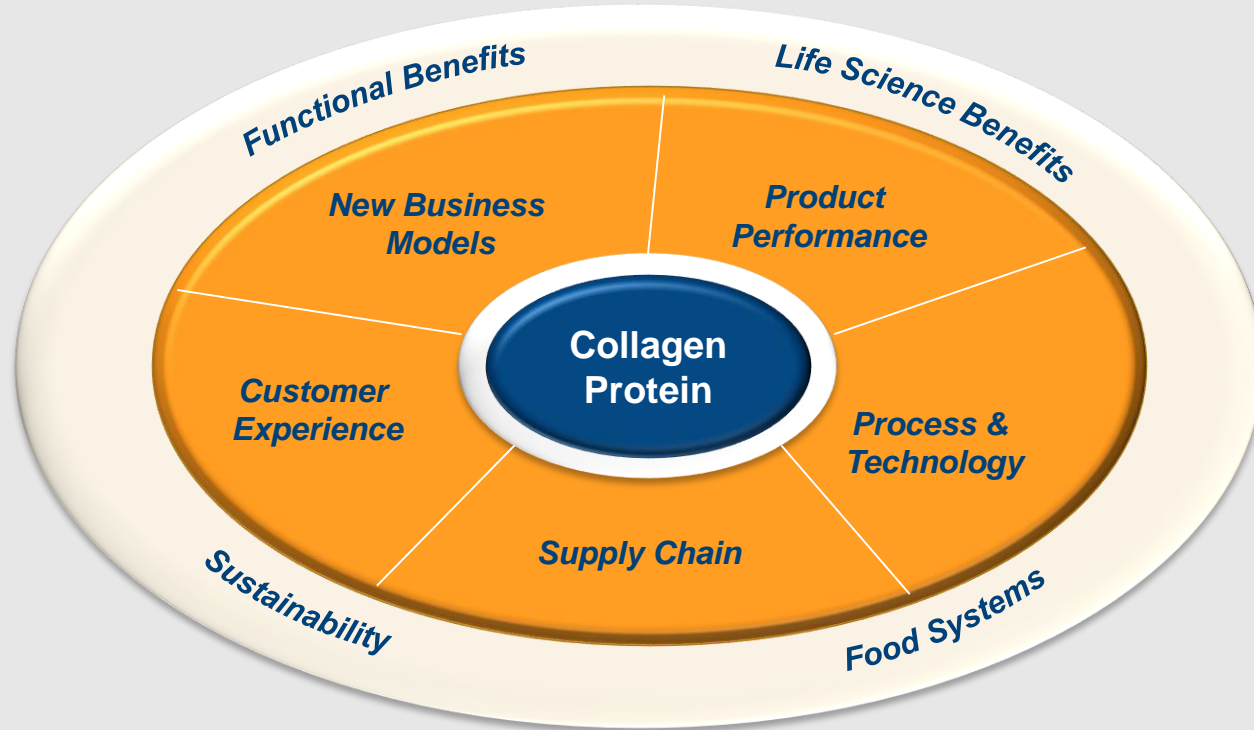 Functional Benefits
Life Science Benefits
New Business
Models
Product
Performance
Collagen
Protein
Customer
Experience
Process &
Technology
Supply Chain
Sustainability
Food Systems